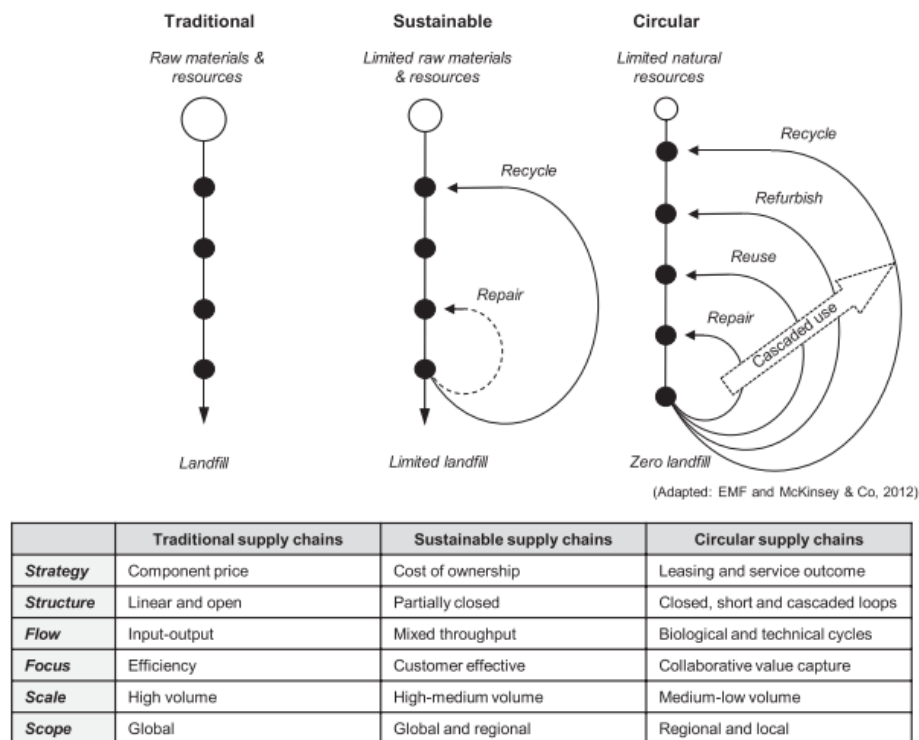 Traditional
Sustainable
Circular
Raw materials &
resources
Limited raw materials
& resources
Limited natural
resources
Recycle
Recycle
Refurbish
Reuse
Repair
Repair
Cascaded use
Landfill
Limited landfill
Zero landfill
(Adapted: EMF and McKinsey & Co, 2012)
Traditional supply chains Sustainable supply chains Circular supply chains
Strategy Component price Cost of ownership Leasing and service outcome
Structure Linear and open Partially closed Closed, short and cascaded loops
Flow Input-output Mixed throughput Biological and technical cycles
Focus Efficiency Customer effective Collaborative value capture
Scale High volume High-medium volume Medium-low volume
Scope Global Global and regional Regional and local